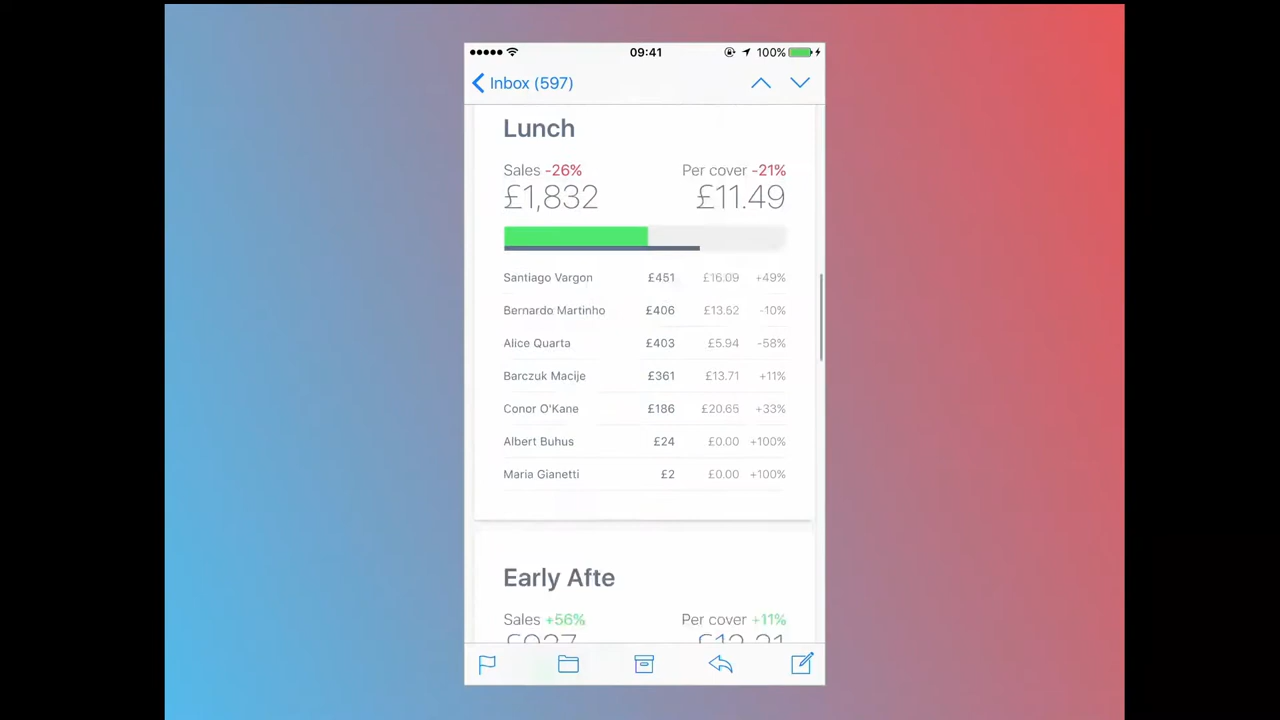 09:41 100%
Inbox (597)
Lunch
Sales -26% Per cover -21%
£1,832 £11.49
Santiago Vargon £451 £16.09 +49%
Bernardo Martinho £406 £13.52 -10%
Alice Quarta £403 £5.94 -58%
Barczuk Macije £361 £13.71 +11%
Conor O'Kane £186 £20.65 +33%
Albert Buhus £24 £0.00 +100%
Maria Gianetti £2 £0.00 +100%
Early Afte
Sales +56% Per cover +11%